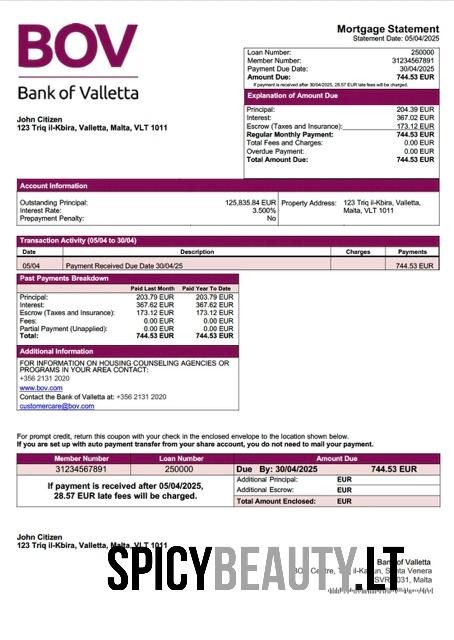 BOV
Bank of Valletta
Mortgage Statement
Statement Date: 05/04/2025
Loan Number: 250000
Member Number: 31234567891
Payment Due Date: 30/04/2025
Amount Due: 744.53 EUR
If payment is received after 30/04/2025, 28.57 EUR late fees will be charged.
John Citizen
123 Triq il-Kbira, Valletta, Malta, VLT 1011
Explanation of Amount Due
Principal: 204.39 EUR
Interest: 367.02 EUR
Escrow (Taxes and Insurance): 173.12 EUR
Regular Monthly Payment: 744.53 EUR
Total Fees and Charges: 0.00 EUR
Overdue Payment: 0.00 EUR
Total Amount Due: 744.53 EUR
Account Information
Outstanding Principal: 125,835.84 EUR
Interest Rate: 3.500%
Prepayment Penalty: No
Property Address: 123 Triq il-Kbira, Valletta,
Malta, VLT 1011
Transaction Activity (05/04 to 30/04)
Date Description Charges Payments
05/04 Payment Received Due Date 30/04/25 744.53 EUR
Past Payments Breakdown
Paid Last Month Paid Year To Date
Principal: 203.79 EUR 203.79 EUR
Interest: 367.62 EUR 367.62 EUR
Escrow (Taxes and Insurance): 173.12 EUR 173.12 EUR
Fees: 0.00 EUR 0.00 EUR
Partial Payment (Unapplied): 0.00 EUR 0.00 EUR
Total: 744.53 EUR 744.53 EUR
Additional Information
FOR INFORMATION ON HOUSING COUNSELING AGENCIES OR
PROGRAMS IN YOUR AREA CONTACT:
+356 2131 2020
www.bov.com
Contact the Bank of Valletta at: +356 2131 2020
customercare@bov.com
For prompt credit, return this coupon with your check in the enclosed envelope to the location shown below.
If you are set up with auto payment transfer from your share account, you do not need to mail your payment.
Member Number Loan Number Amount Due
31234567891 250000 Due By: 30/04/2025 744.53 EUR
If payment is received after 05/04/2025,
28.57 EUR late fees will be charged.
Additional Principal: EUR
Additional Escrow: EUR
Total Amount Enclosed: EUR
John Citizen
123 Triq il-Kbira, Valletta, Malta, VLT 1011
SPICYBEAUTY.LT
Bank of Valletta
Centre, Santa Venera
Malta